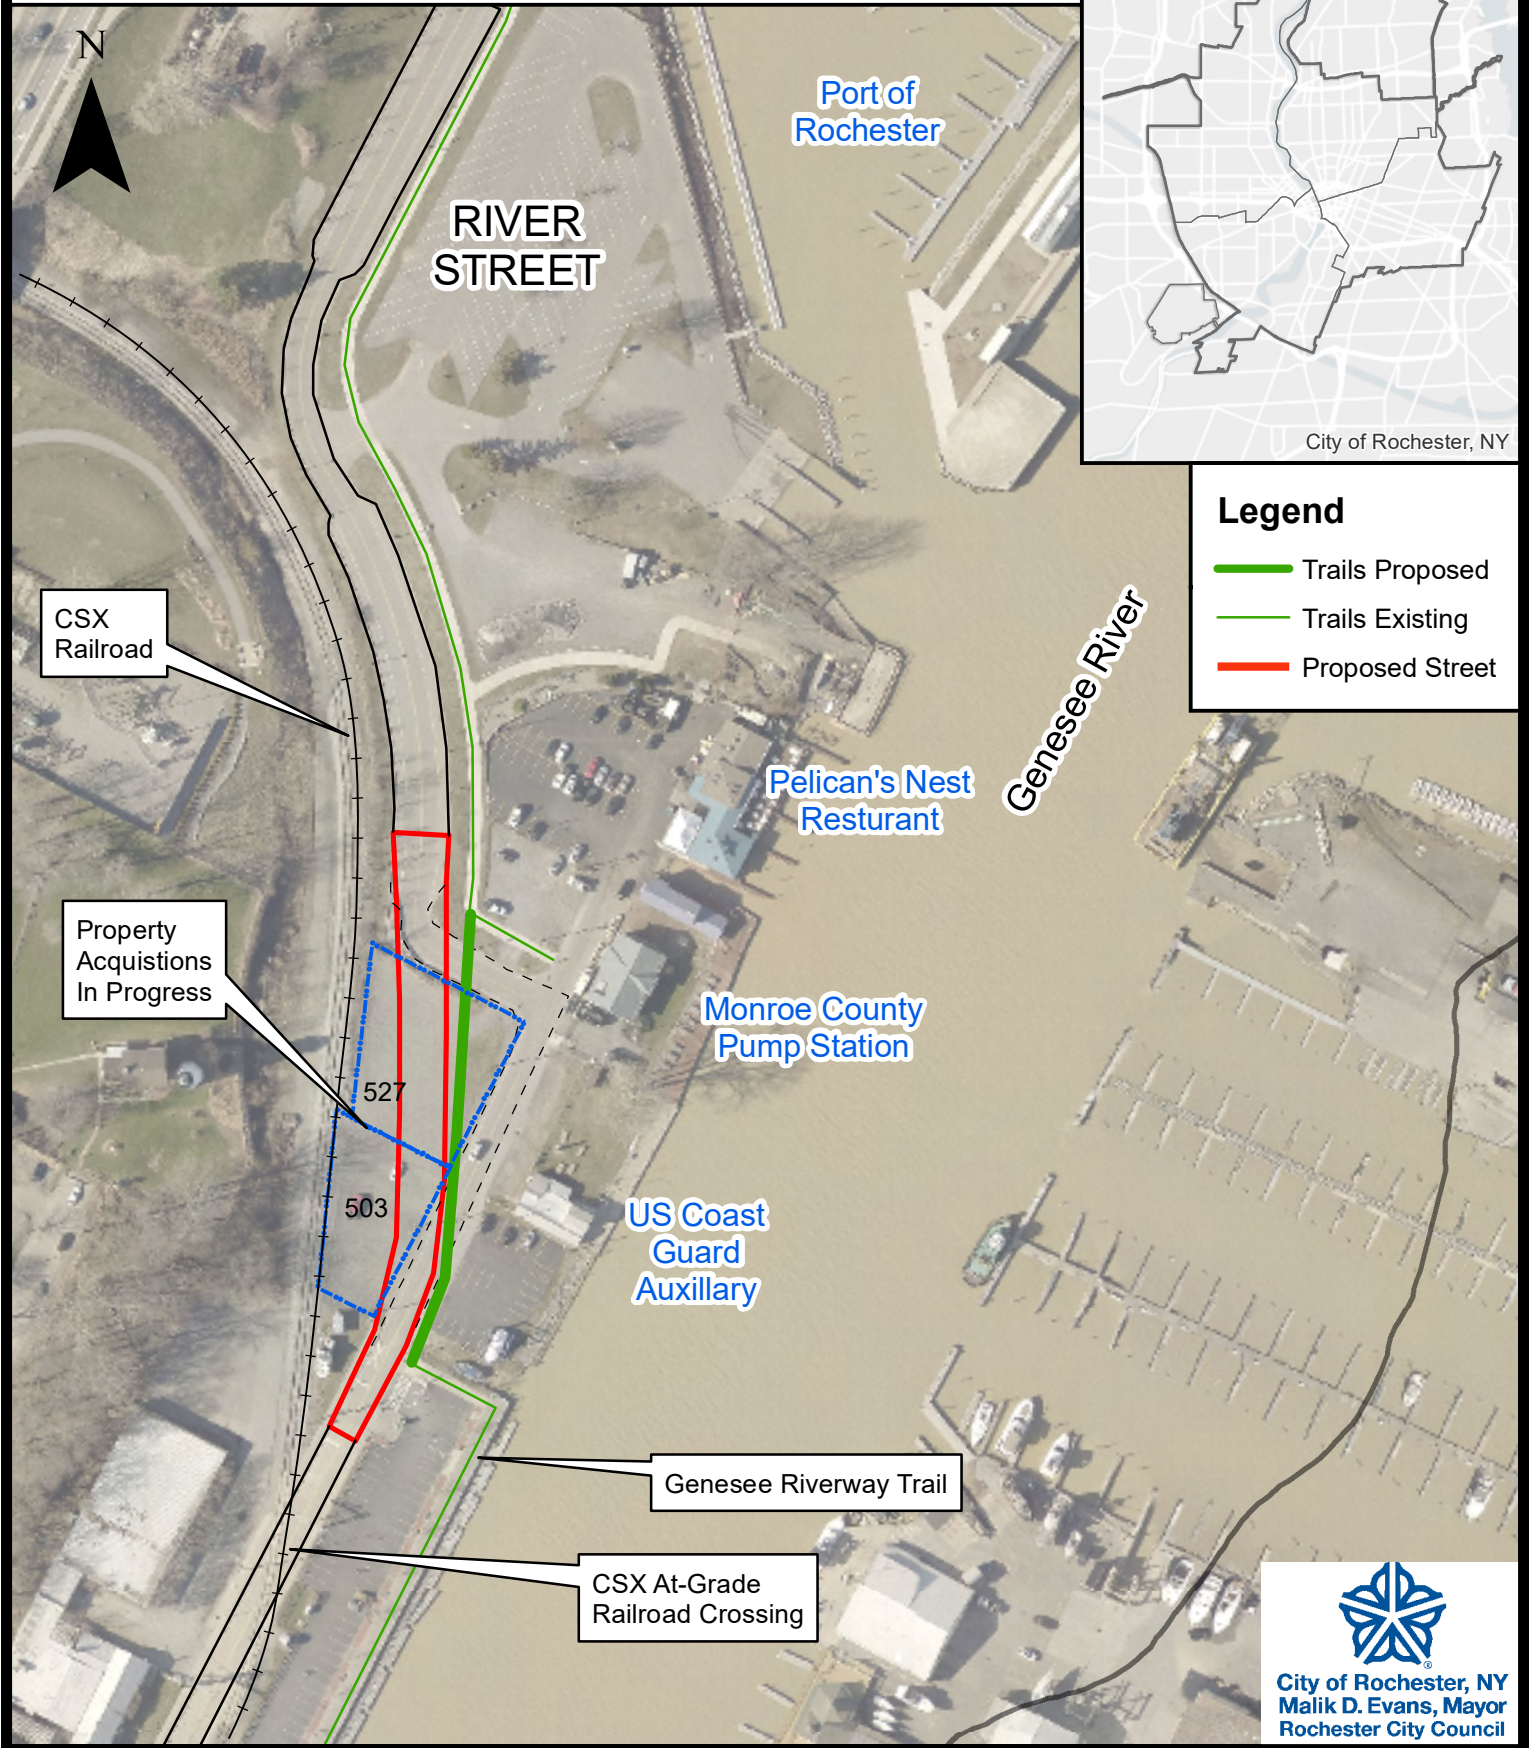 N
Port of
Rochester
RIVER
STREET
City of Rochester, NY
Legend
Trails Proposed
Trails Existing
Proposed Street
CSX
Railroad
Genesee River
Pelican's Nest
Resturant
Property
Acquistions
In Progress
Monroe County
Pump Station
527
503
US Coast
Guard
Auxillary
Genesee Riverway Trail
CSX At-Grade
Railroad Crossing
®
City of Rochester, NY
Malik D. Evans, Mayor
Rochester City Council